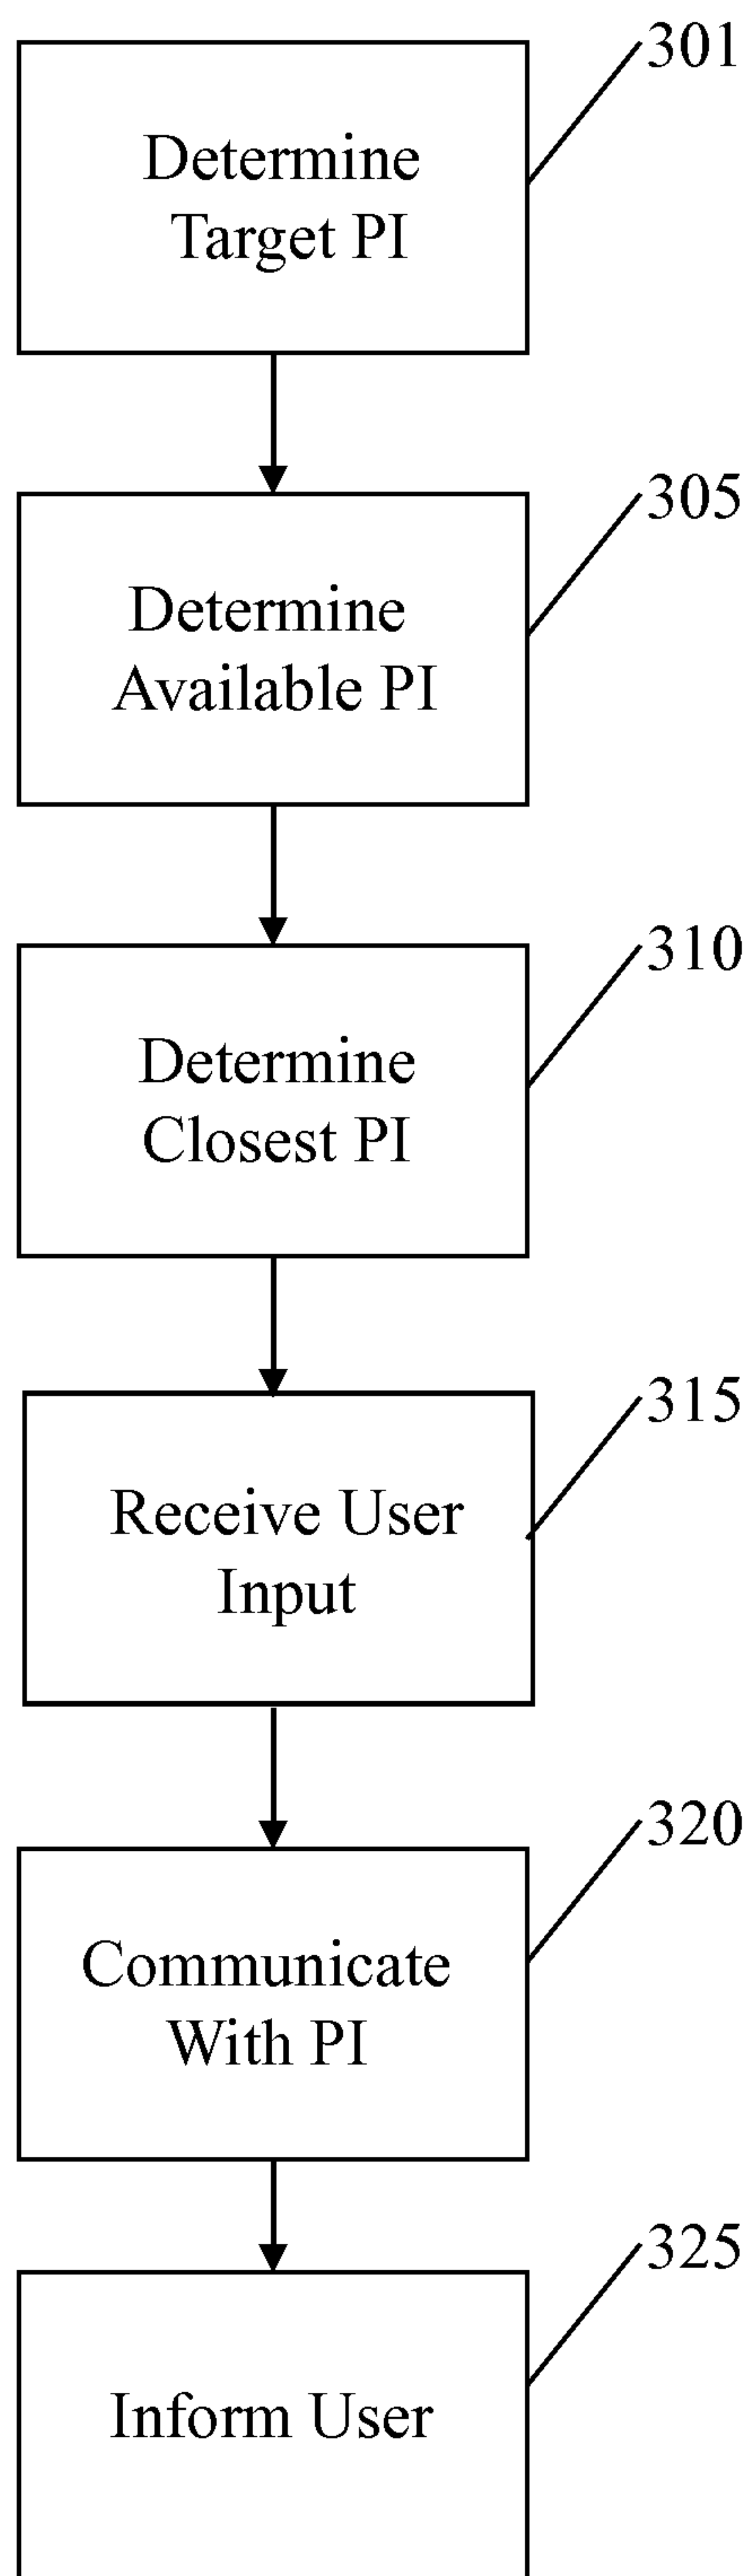 301
Determine
Target PI
305
Determine
Available PI
310
Determine
Closest PI
315
Receive User
Input
320
Communicate
With PI
325
Inform User